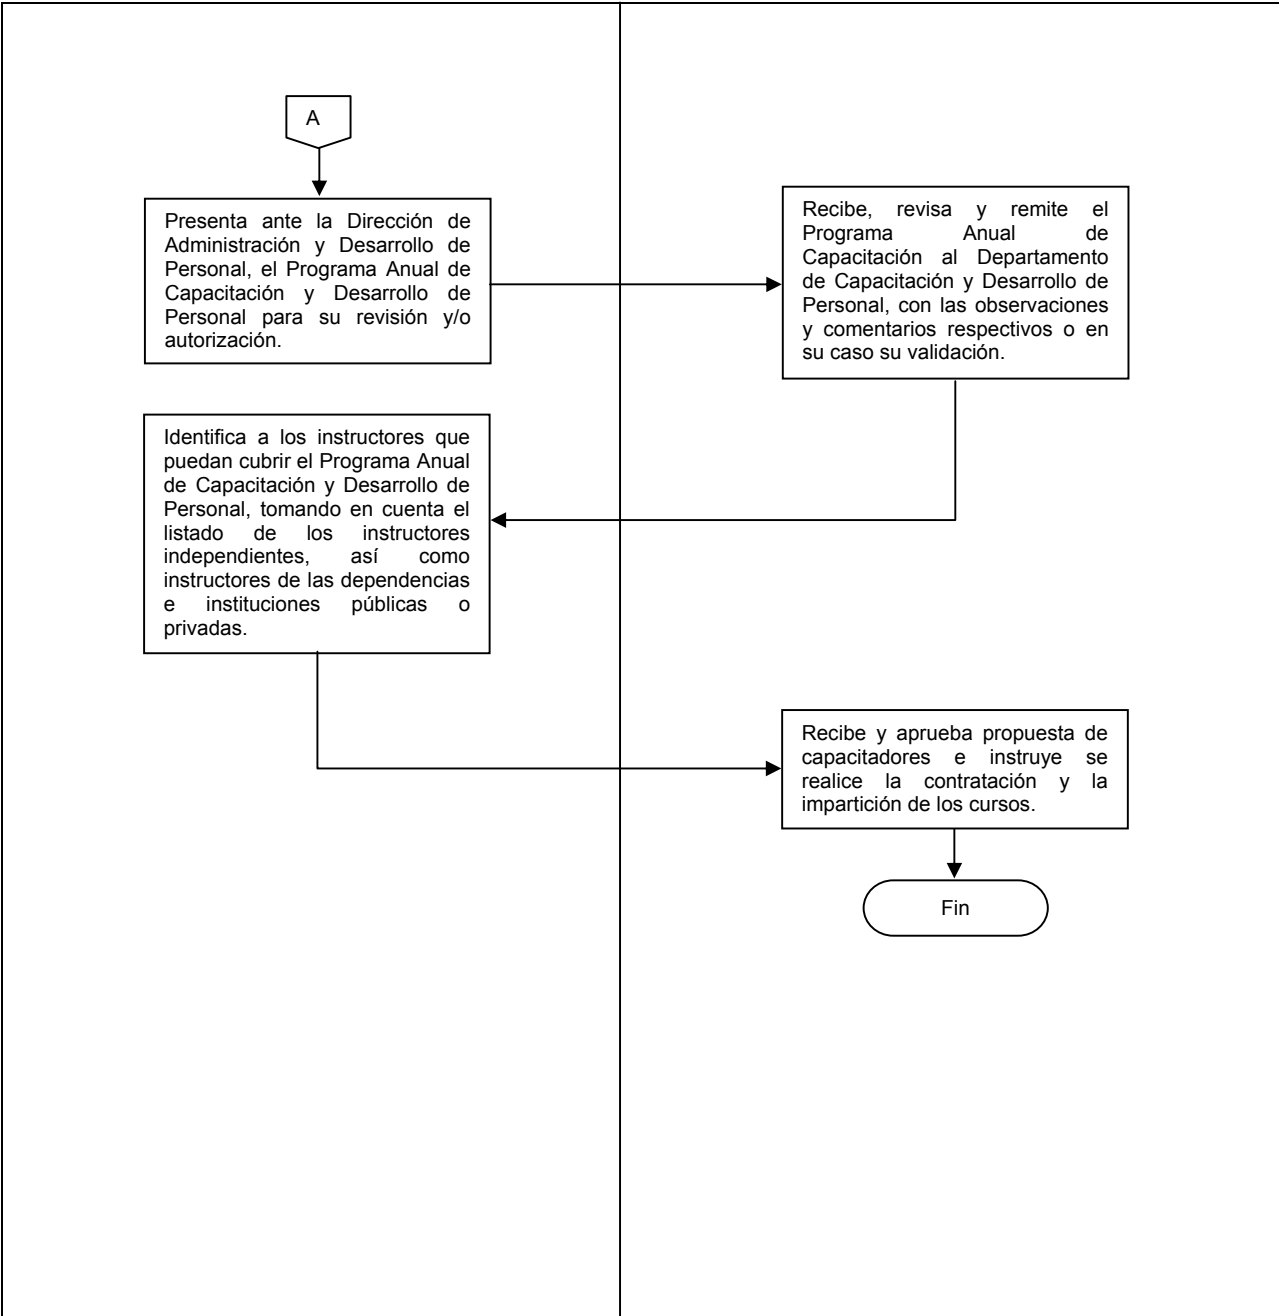 A
Presenta ante la Dirección de
Administración y Desarrollo de
Personal, el Programa Anual de
Capacitación y Desarrollo de
Personal para su revisión y/o
autorización.
Recibe, revisa y remite el
Programa Anual de
Capacitación al Departamento
de Capacitación y Desarrollo de
Personal, con las observaciones
y comentarios respectivos o en
su caso su validación.
Identifica a los instructores que
puedan cubrir el Programa Anual
de Capacitación y Desarrollo de
Personal, tomando en cuenta el
listado de los instructores
independientes, así como
instructores de las dependencias
e instituciones públicas o
privadas.
Recibe y aprueba propuesta de
capacitadores e instruye se
realice la contratación y la
impartición de los cursos.
Fin